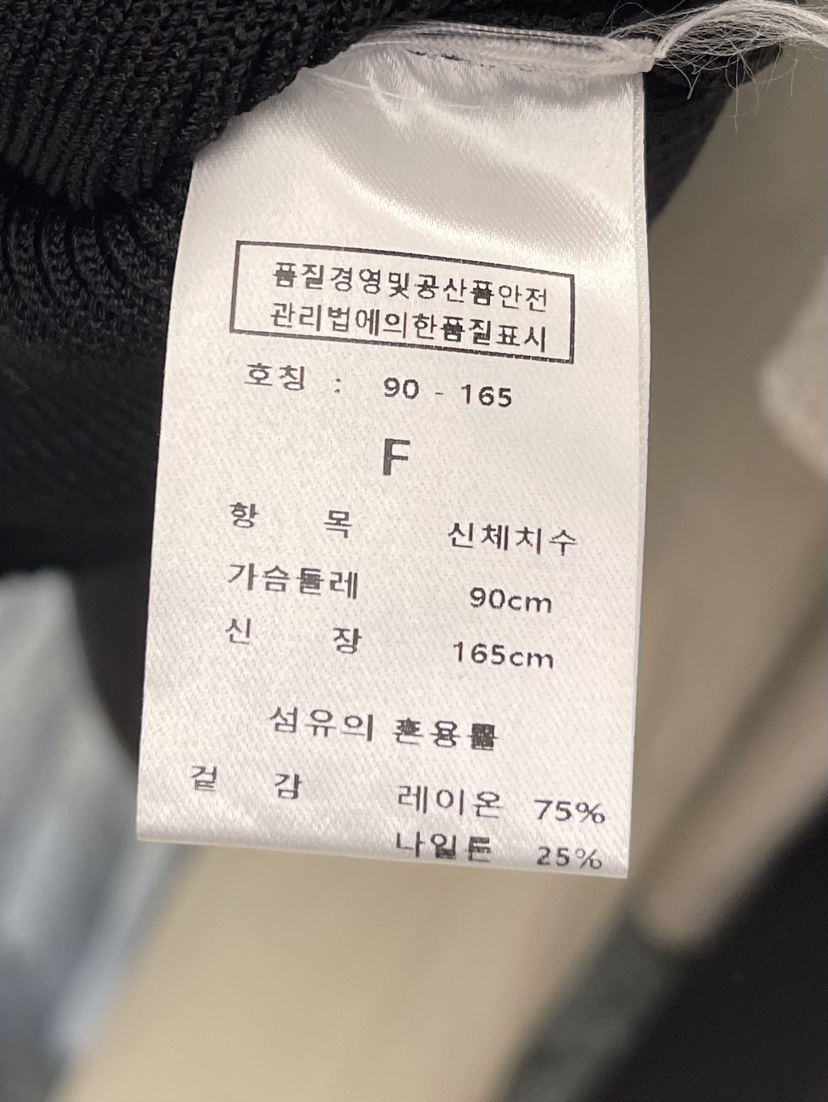 품질경영및공산품안전
관리법에의한품질표시
호칭 : 90 - 165
F
항 목 신체치수
가슴둘레 90cm
신 장 165cm
섬유의 혼용률
겉 감 레이온 75%
나일론 25%